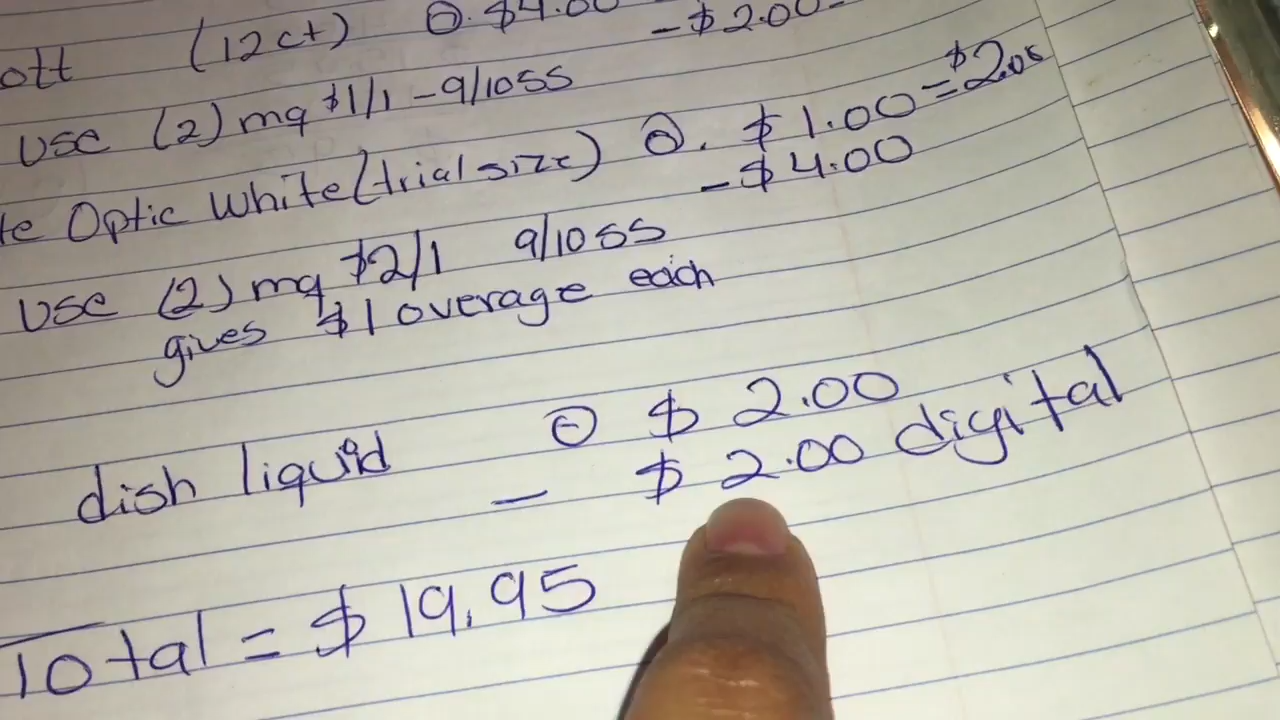 ott (12ct) @. $4.00 - $2.00
Use (2) mq $1/1 - 9/10SS
te Optic White (trial size) @. $1.00 = $2.00
- $4.00
Use (2) mq $2/1 9/10SS
gives $1 overage each
dish liquid @ $2.00
- $2.00 digital
Total = $19.95